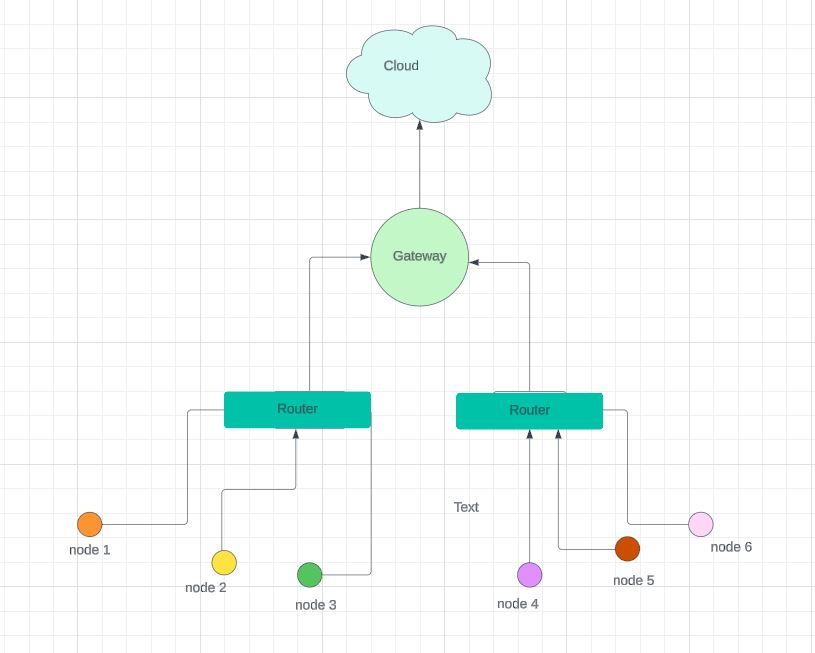 Cloud
Gateway
Router
Router
Text
node 1
node 6
node 5
node 2
node 3
node 4